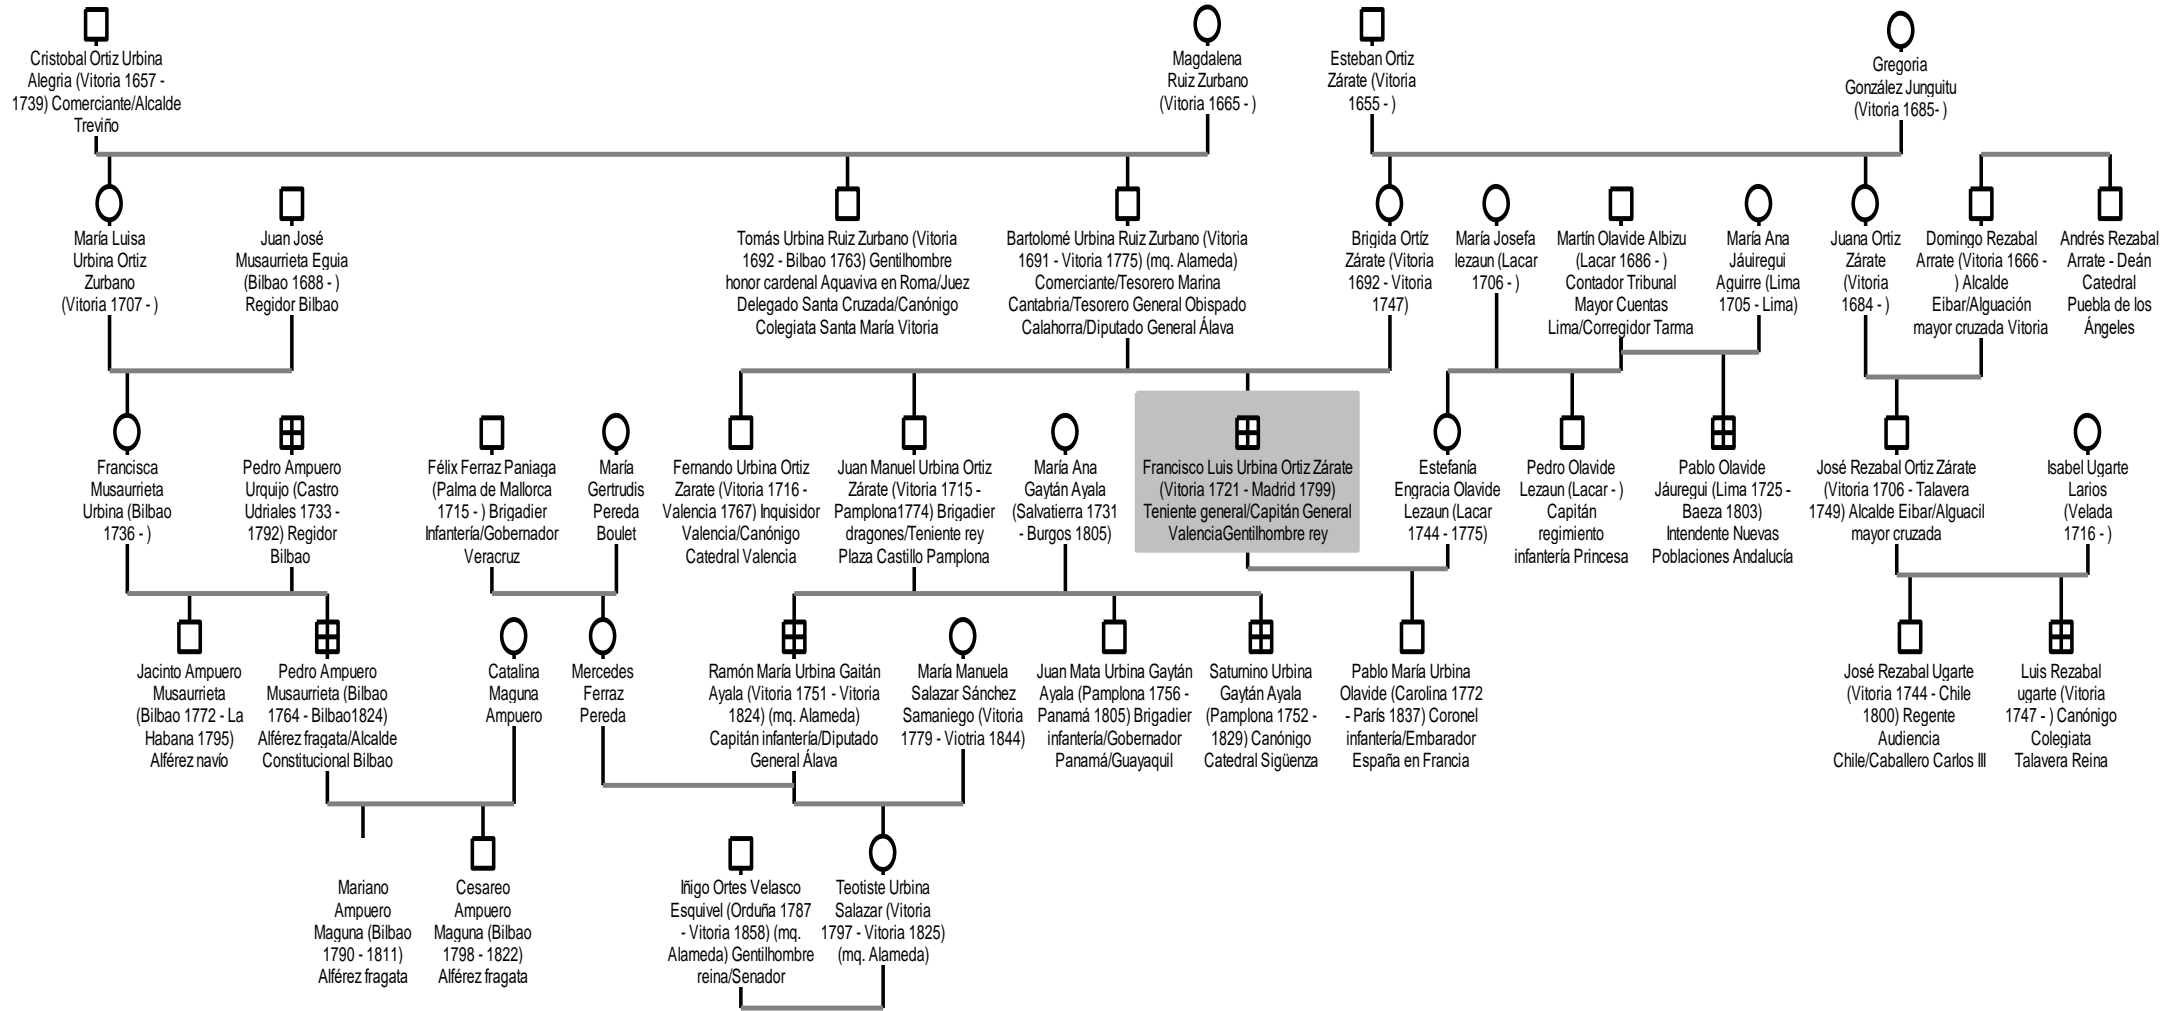 Cristobal Ortiz Urbina
Alegria (Vitoria 1657 -
1739) Comerciante/Alcalde
Treviño
Magdalena
Ruiz Zurbano
(Vitoria 1665 - )
Esteban Ortiz
Zárate (Vitoria
1655 - )
Gregoria
González Junguitu
(Vitoria 1685- )
María Luisa
Urbina Ortiz
Zurbano
(Vitoria 1707 - )
Juan José
Musaurrieta Eguia
(Bilbao 1688 - )
Regidor Bilbao
Tomás Urbina Ruiz Zurbano (Vitoria
1692 - Bilbao 1763) Gentilhombre
honor cardenal Aquaviva en Roma/Juez
Delegado Santa Cruzada/Canónigo
Colegiata Santa María Vitoria
Bartolomé Urbina Ruiz Zurbano (Vitoria
1691 - Vitoria 1775) (mq. Alameda)
Comerciante/Tesorero Marina
Cantabria/Tesorero General Obispado
Calahorra/Diputado General Álava
Brigida Ortíz
Zárate (Vitoria
1692 - Vitoria
1747)
María Josefa
lezaun (Lacar
1706 - )
Martín Olavide Albizu
(Lacar 1686 - )
Contador Tribunal
Mayor Cuentas
Lima/Corregidor Tarma
María Ana
Jáuiregui
Aguirre (Lima
1705 - Lima)
Juana Ortiz
Zárate
(Vitoria
1684 - )
Domingo Rezabal
Arrate (Vitoria 1666 -
) Alcalde
Eibar/Alguación
mayor cruzada Vitoria
Andrés Rezabal
Arrate - Deán
Catedral
Puebla de los
Ángeles
Francisca
Musaurrieta
Urbina (Bilbao
1736 - )
Pedro Ampuero
Urquijo (Castro
Udriales 1733 -
1792) Regidor
Bilbao
Félix Ferraz Paniaga
(Palma de Mallorca
1715 - ) Brigadier
Infantería/Gobernador
Veracruz
María
Gertrudis
Pereda
Boulet
Fernando Urbina Ortiz
Zarate (Vitoria 1716 -
Valencia 1767) Inquisidor
Valencia/Canónigo
Catedral Valencia
Juan Manuel Urbina Ortiz
Zárate (Vitoria 1715 -
Pamplona1774) Brigadier
dragones/Teniente rey
Plaza Castillo Pamplona
María Ana
Gaytán Ayala
(Salvatierra 1731
- Burgos 1805)
Francisco Luis Urbina Ortiz Zárate
(Vitoria 1721 - Madrid 1799)
Teniente general/Capitán General
ValenciaGentilhombre rey
Estefanía
Engracia Olavide
Lezaun (Lacar
1744 - 1775)
Pedro Olavide
Lezaun (Lacar - )
Capitán
regimiento
infantería Princesa
Pablo Olavide
Jáuregui (Lima 1725 -
Baeza 1803)
Intendente Nuevas
Poblaciones Andalucía
José Rezabal Ortiz Zárate
(Vitoria 1706 - Talavera
1749) Alcalde Eibar/Alguacil
mayor cruzada
Isabel Ugarte
Larios
(Velada
1716 - )
Jacinto Ampuero
Musaurrieta
(Bilbao 1772 - La
Habana 1795)
Alférez navío
Pedro Ampuero
Musaurrieta (Bilbao
1764 - Bilbao1824)
Alférez fragata/Alcalde
Constitucional Bilbao
Catalina
Maguna
Ampuero
Mercedes
Ferraz
Pereda
Ramón María Urbina Gaitán
Ayala (Vitoria 1751 - Vitoria
1824) (mq. Alameda)
Capitán infantería/Diputado
General Álava
María Manuela
Salazar Sánchez
Samaniego (Vitoria
1779 - Viotria 1844)
Juan Mata Urbina Gaytán
Ayala (Pamplona 1756 -
Panamá 1805) Brigadier
infantería/Gobernador
Panamá/Guayaquil
Saturnino Urbina
Gaytán Ayala
(Pamplona 1752 -
1829) Canónigo
Catedral Sigüenza
Pablo María Urbina
Olavide (Carolina 1772
- París 1837) Coronel
infantería/Embarador
España en Francia
José Rezabal Ugarte
(Vitoria 1744 - Chile
1800) Regente
Audiencia
Chile/Caballero Carlos III
Luis Rezabal
ugarte (Vitoria
1747 - ) Canónigo
Colegiata
Talavera Reina
Mariano
Ampuero
Maguna (Bilbao
1790 - 1811)
Alférez fragata
Cesareo
Ampuero
Maguna (Bilbao
1798 - 1822)
Alférez fragata
Iñigo Ortes Velasco
Esquivel (Orduña 1787
- Vitoria 1858) (mq.
Alameda) Gentilhombre
reina/Senador
Teotiste Urbina
Salazar (Vitoria
1797 - Vitoria 1825)
(mq. Alameda)